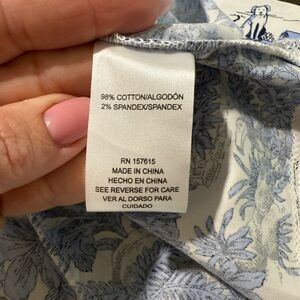 98% COTTON/ALGODÓN
2% SPANDEX/SPANDEX
RN 157615
MADE IN CHINA
HECHO EN CHINA
SEE REVERSE FOR CARE
VER AL DORSO PARA
CUIDADO